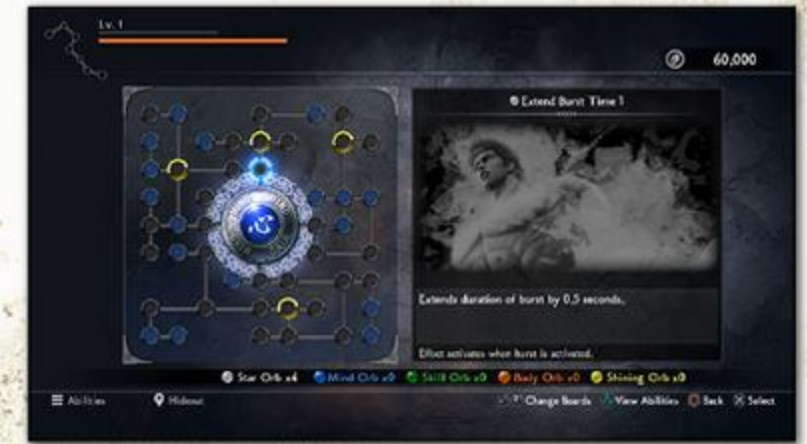 Lv. 1
60,000
Extend Burst Time 1
心
Extends duration of burst by 0.5 seconds.
Effect activates when burst is activated.
Star Orb x4 Mind Orb x0 Skill Orb x0 Body Orb x0 Shining Orb x0
Abilities Hideout Change Boards View Abilities Back Select